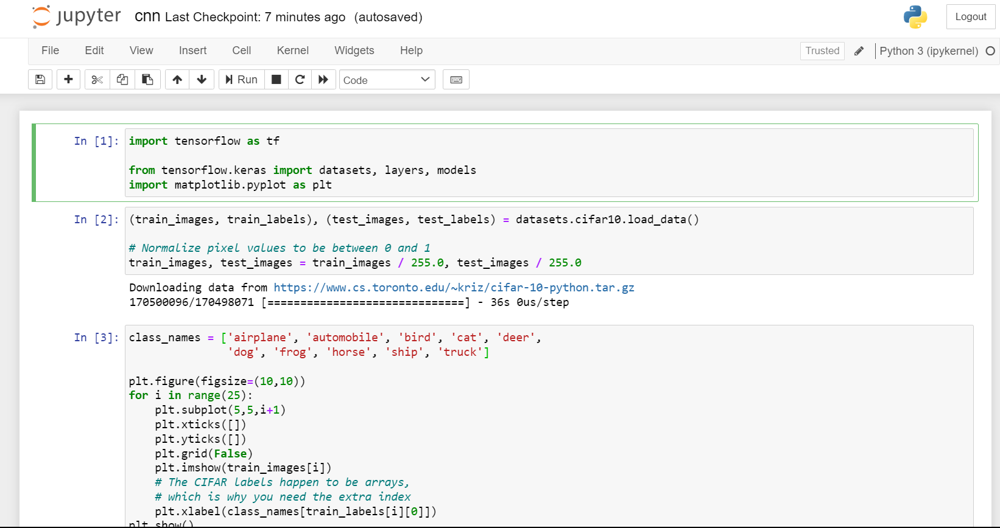 jupyter cnn Last Checkpoint: 7 minutes ago (autosaved) Logout
File Edit View Insert Cell Kernel Widgets Help Trusted Python 3 (ipykernel)
Run Code
In [1]: import tensorflow as tf
from tensorflow.keras import datasets, layers, models
import matplotlib.pyplot as plt
In [2]: (train_images, train_labels), (test_images, test_labels) = datasets.cifar10.load_data()
# Normalize pixel values to be between 0 and 1
train_images, test_images = train_images / 255.0, test_images / 255.0
Downloading data from https://www.cs.toronto.edu/~kriz/cifar-10-python.tar.gz
170500096/170498071 [==============================] - 36s 0us/step
In [3]: class_names = ['airplane', 'automobile', 'bird', 'cat', 'deer',
'dog', 'frog', 'horse', 'ship', 'truck']
plt.figure(figsize=(10,10))
for i in range(25):
plt.subplot(5,5,i+1)
plt.xticks([])
plt.yticks([])
plt.grid(False)
plt.imshow(train_images[i])
# The CIFAR labels happen to be arrays,
# which is why you need the extra index
plt.xlabel(class_names[train_labels[i][0]])
plt.show()